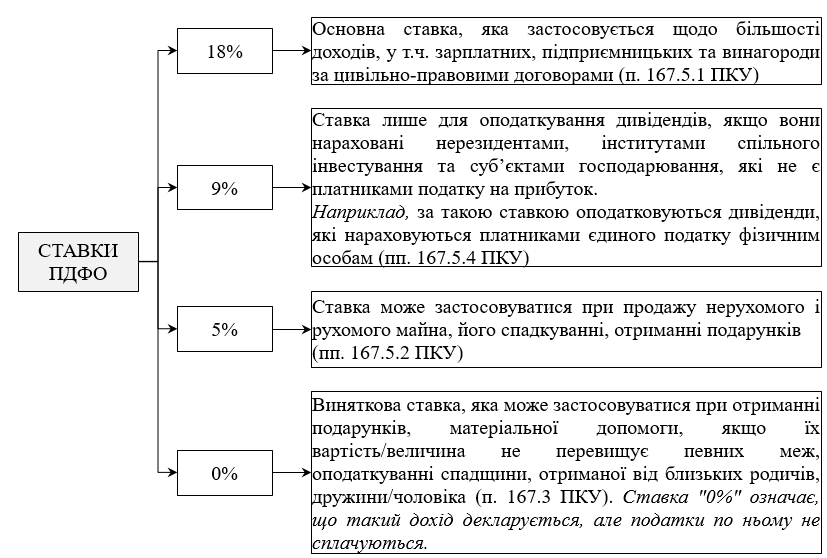 СТАВКИ
ПДФО
18%
Основна ставка, яка застосовується щодо більшості
доходів, у т.ч. зарплатних, підприємницьких та винагороди
за цивільно-правовими договорами (п. 167.5.1 ПКУ)
9%
Ставка лише для оподаткування дивідендів, якщо вони
нараховані нерезидентами, інститутами спільного
інвестування та суб’єктами господарювання, які не є
платниками податку на прибуток.
Наприклад, за такою ставкою оподатковуються дивіденди,
які нараховуються платниками єдиного податку фізичним
особам (пп. 167.5.4 ПКУ)
5%
Ставка може застосовуватися при продажу нерухомого і
рухомого майна, його спадкуванні, отриманні подарунків
(пп. 167.5.2 ПКУ)
0%
Виняткова ставка, яка може застосовуватися при отриманні
подарунків, матеріальної допомоги, якщо їх
вартість/величина не перевищує певних меж,
оподаткуванні спадщини, отриманої від близьких родичів,
дружини/чоловіка (п. 167.3 ПКУ). Ставка "0%" означає,
що такий дохід декларується, але податки по ньому не
сплачуються.